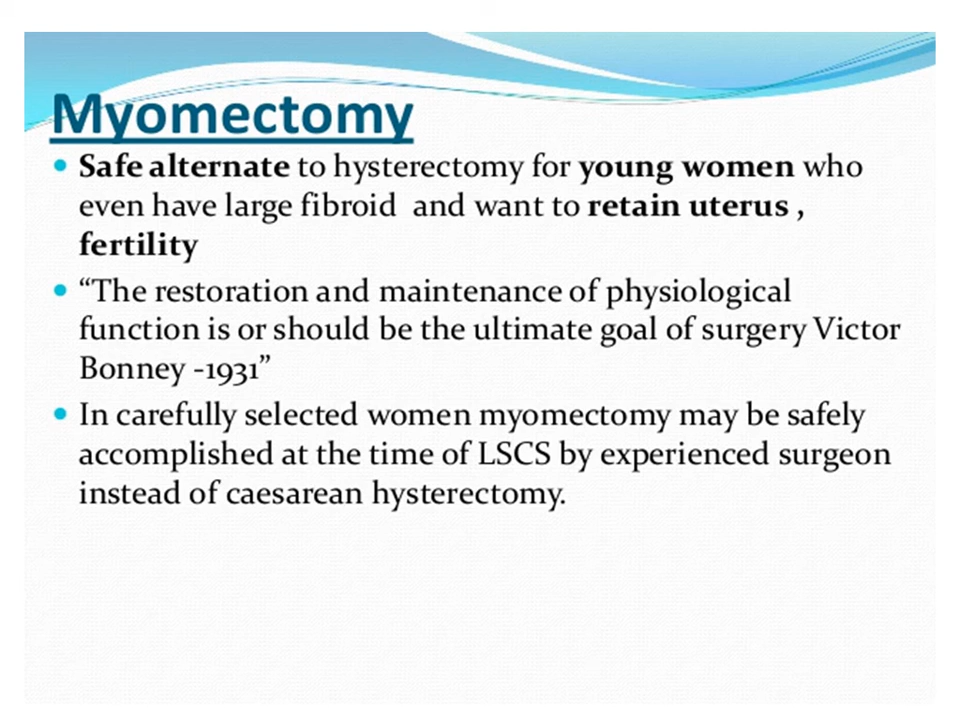 Myomectomy
• Safe alternate to hysterectomy for young women who
even have large fibroid and want to retain uterus ,
fertility
• “The restoration and maintenance of physiological
function is or should be the ultimate goal of surgery Victor
Bonney -1931”
• In carefully selected women myomectomy may be safely
accomplished at the time of LSCS by experienced surgeon
instead of caesarean hysterectomy.